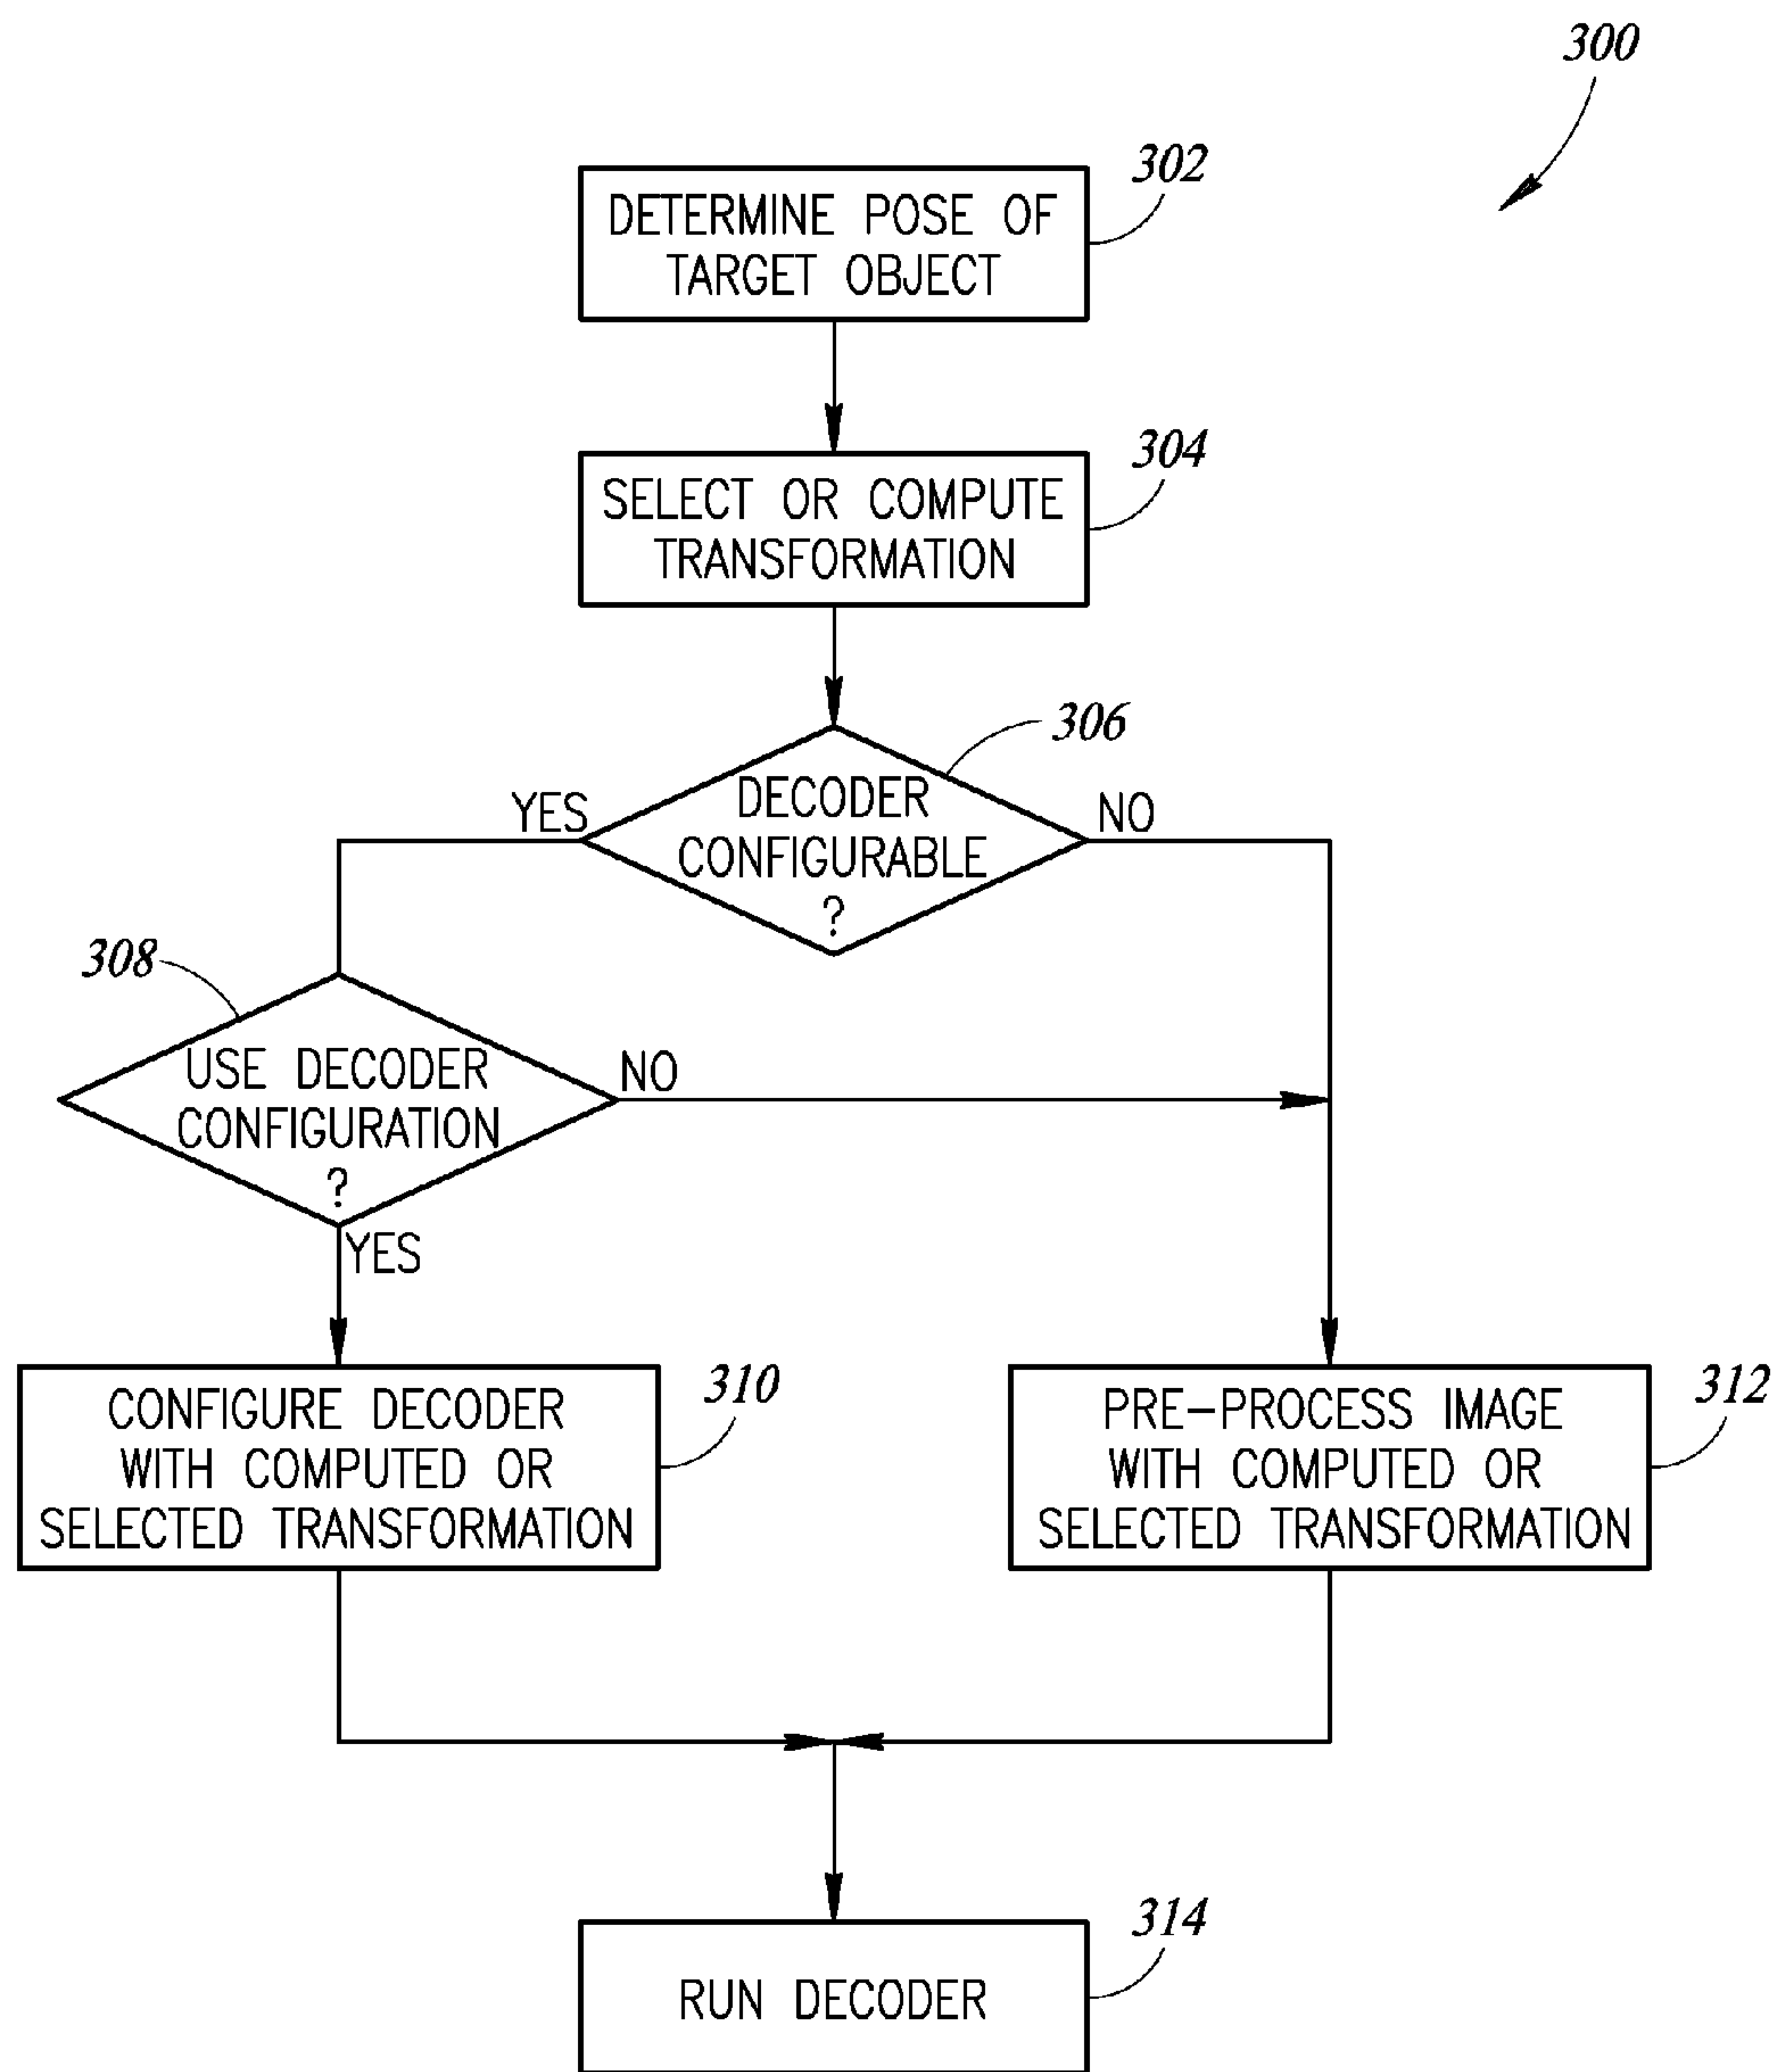 300
302
DETERMINE POSE OF
TARGET OBJECT
304
SELECT OR COMPUTE
TRANSFORMATION
306
DECODER
CONFIGURABLE
?
YES
NO
308
USE DECODER
CONFIGURATION
?
NO
YES
310
CONFIGURE DECODER
WITH COMPUTED OR
SELECTED TRANSFORMATION
312
PRE-PROCESS IMAGE
WITH COMPUTED OR
SELECTED TRANSFORMATION
314
RUN DECODER